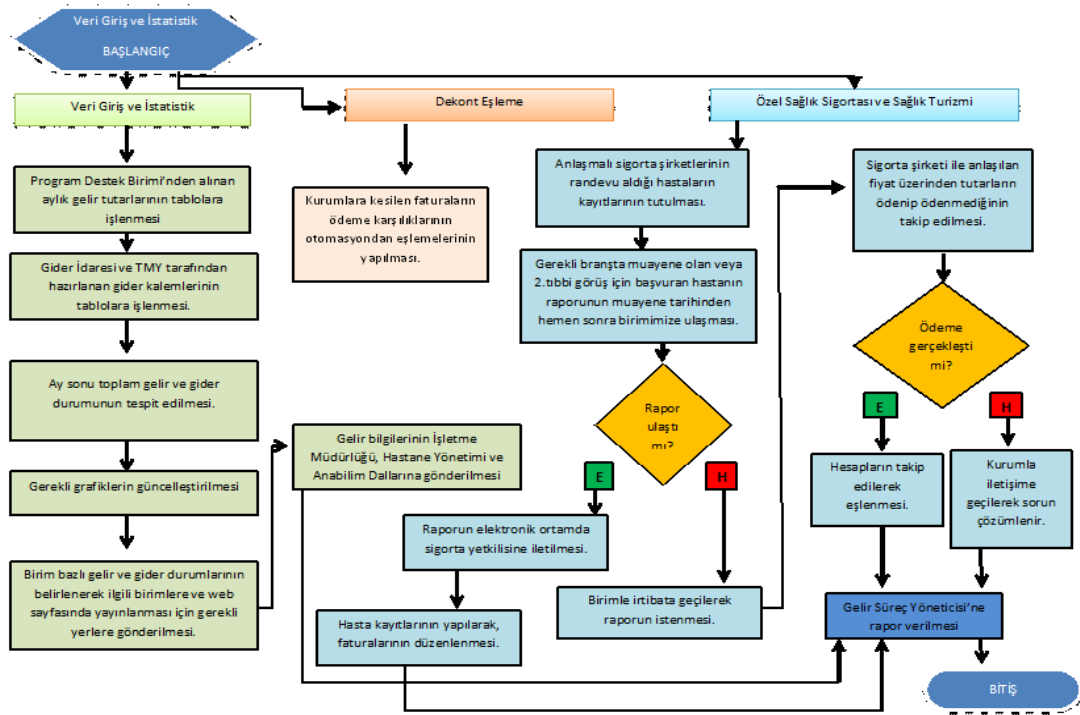 Veri Giriş ve İstatistik
BAŞLANGIÇ
Veri Giriş ve İstatistik
Dekont Eşleme
Özel Sağlık Sigortası ve Sağlık Turizmi
Program Destek Birimi'nden alınan
aylık gelir tutarlarının tablolara
işlenmesi
Gider İdaresi ve TMY tarafından
hazırlanan gider kalemlerinin
tablolara işlenmesi.
Ay sonu toplam gelir ve gider
durumunun tespit edilmesi.
Gerekli grafiklerin güncelleştirilmesi
Birim bazlı gelir ve gider durumlarının
belirlenerek ilgili birimlere ve web
sayfasında yayınlanması için gerekli
yerlere gönderilmesi.
Gelir bilgilerinin İşletme
Müdürlüğü, Hastane Yönetimi ve
Anabilim Dallarına gönderilmesi
Kurumlara kesilen faturaların
ödeme karşılıklarının
otomasyondan eşlemelerinin
yapılması.
Anlaşmalı sigorta şirketlerinin
randevu aldığı hastaların
kayıtlarının tutulması.
Gerekli branşta muayene olan veya
2.tıbbi görüş için başvuran hastanın
raporunun muayene tarihinden
hemen sonra birimimize ulaşması.
Rapor
ulaştı
mı?
E
H
Raporun elektronik ortamda
sigorta yetkilisine iletilmesi.
Hasta kayıtlarının yapılarak,
faturalarının düzenlenmesi.
Birimle irtibata geçilerek
raporun istenmesi.
Sigorta şirketi ile anlaşılan
fiyat üzerinden tutarların
ödenip ödenmediğinin
takip edilmesi.
Ödeme
gerçekleşti
mi?
E
H
Hesapların takip
edilerek
eşlenmesi.
Kurumla
iletişime
geçilerek sorun
çözümlenir.
Gelir Süreç Yöneticisi'ne
rapor verilmesi
BİTİŞ